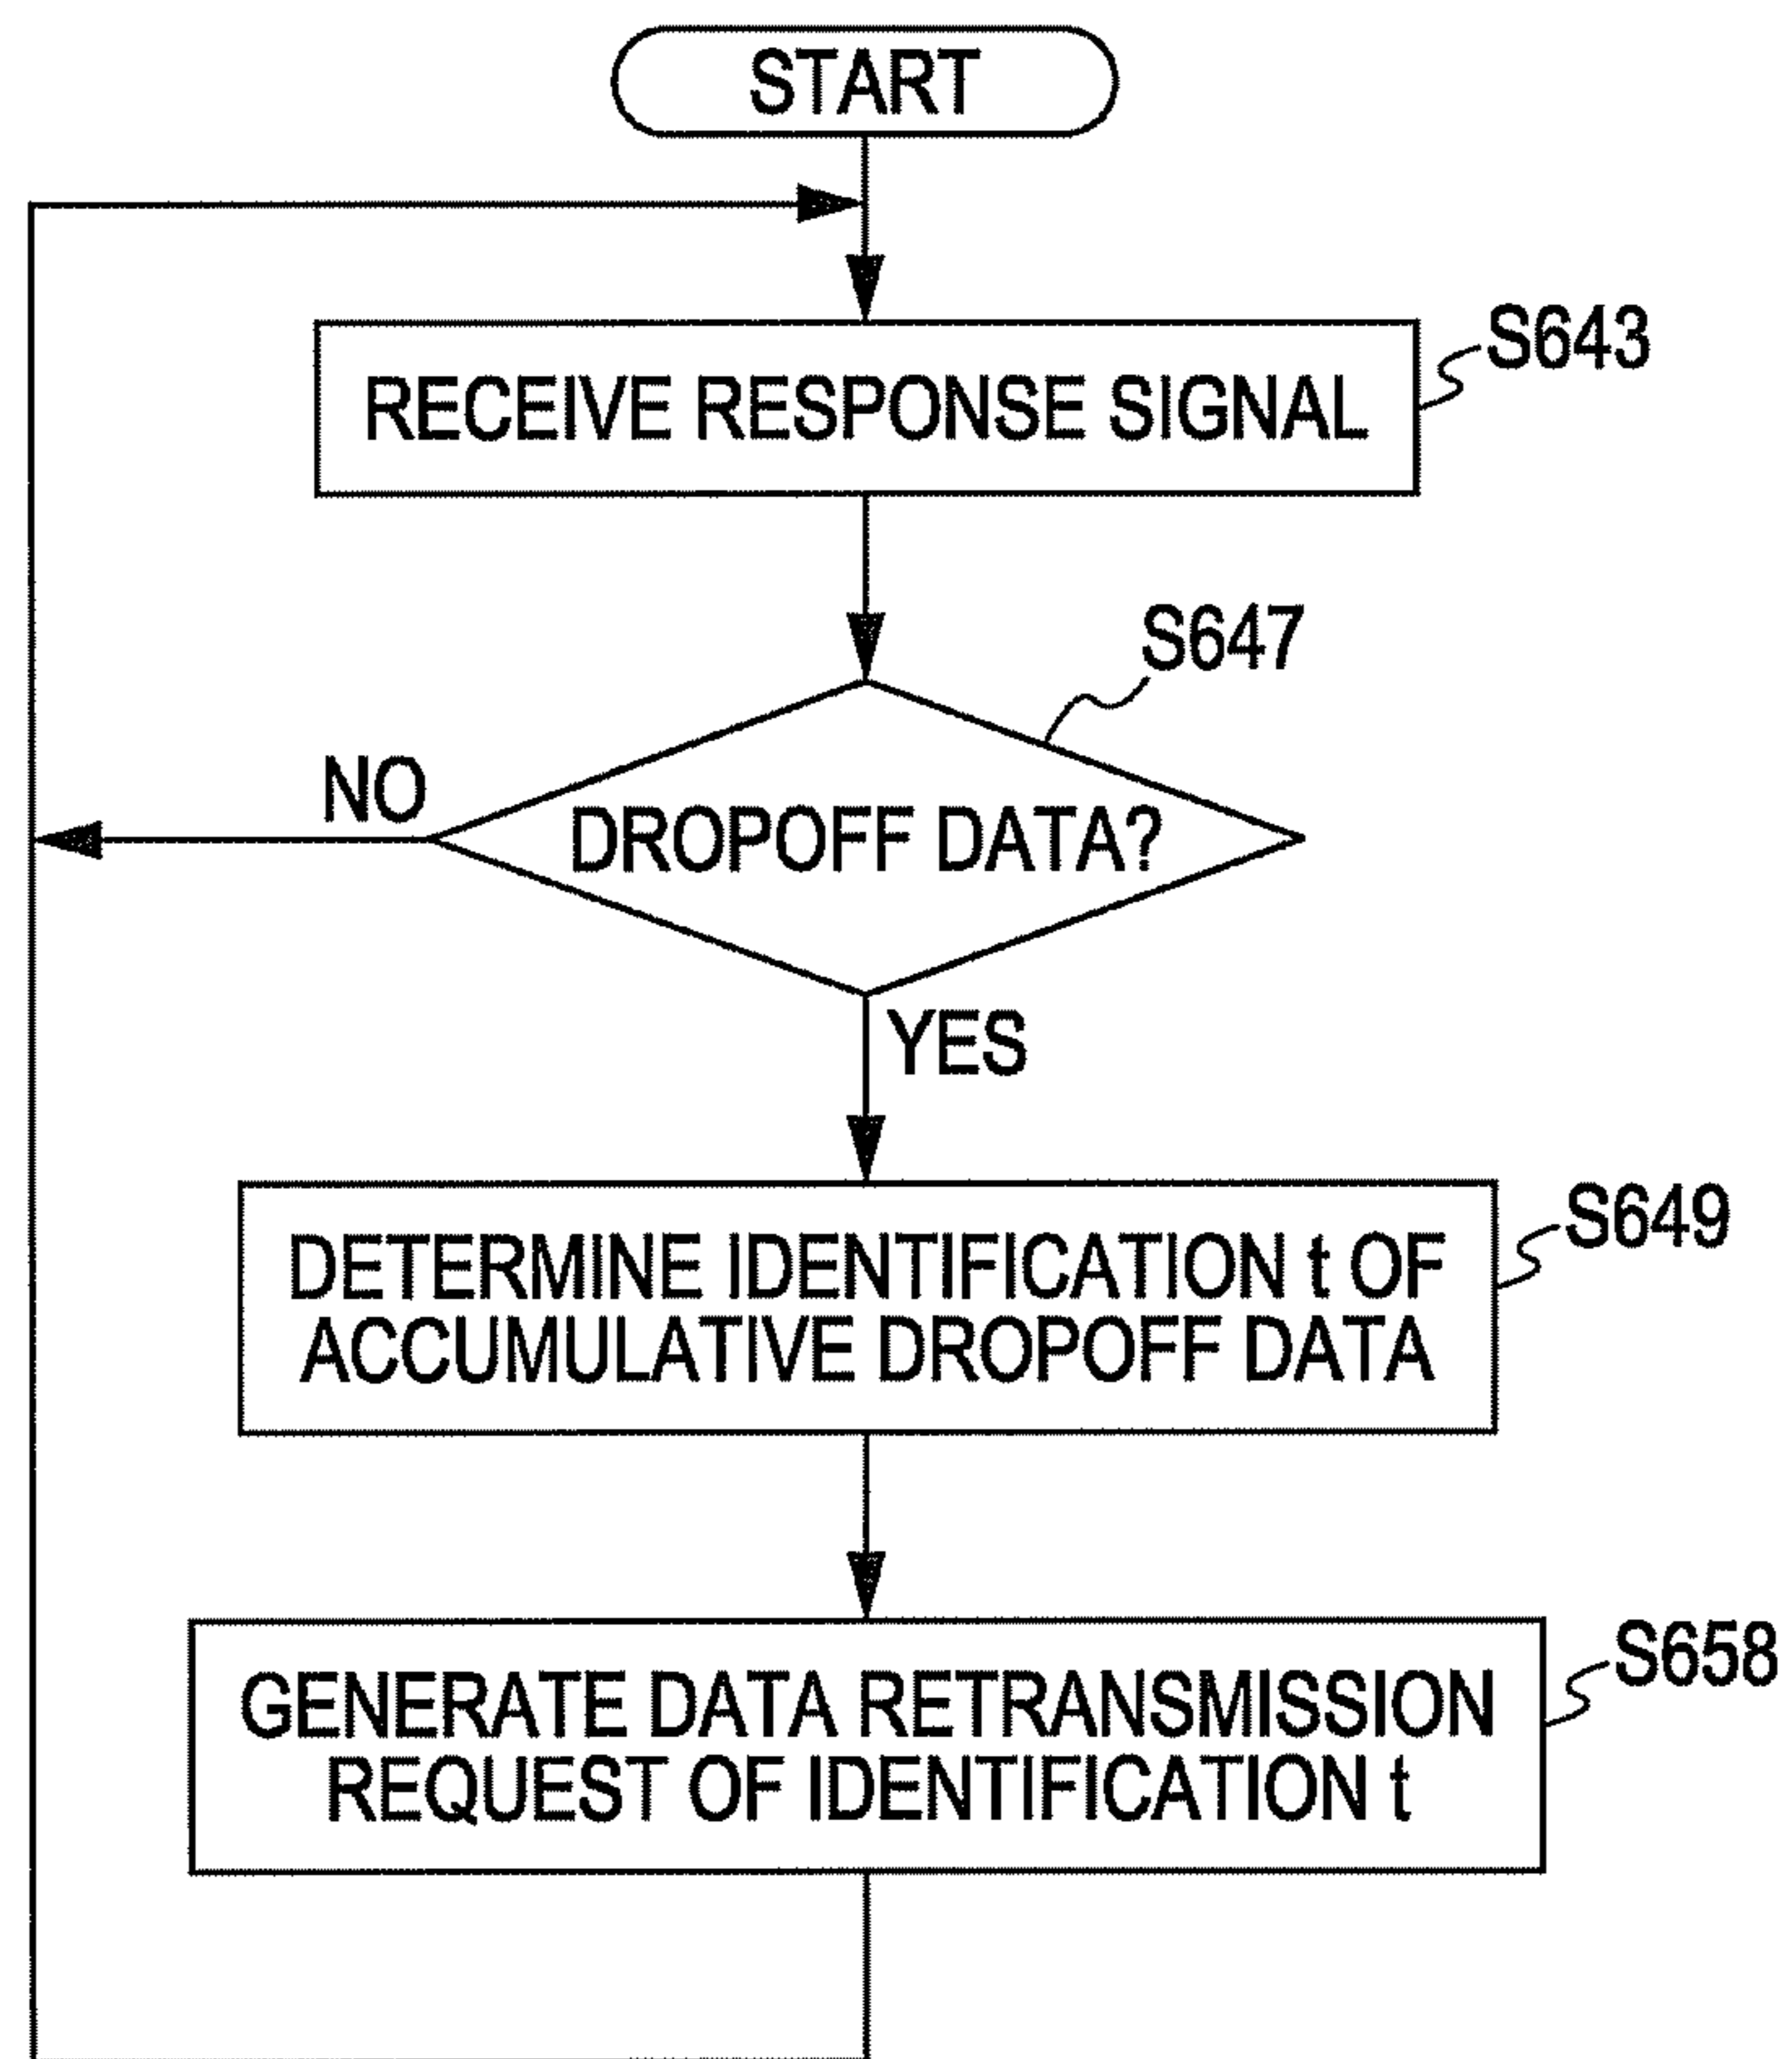 START
RECEIVE RESPONSE SIGNAL
S643
S647
NO
DROPOFF DATA?
YES
DETERMINE IDENTIFICATION t OF
ACCUMULATIVE DROPOFF DATA
S649
GENERATE DATA RETRANSMISSION
REQUEST OF IDENTIFICATION t
S658